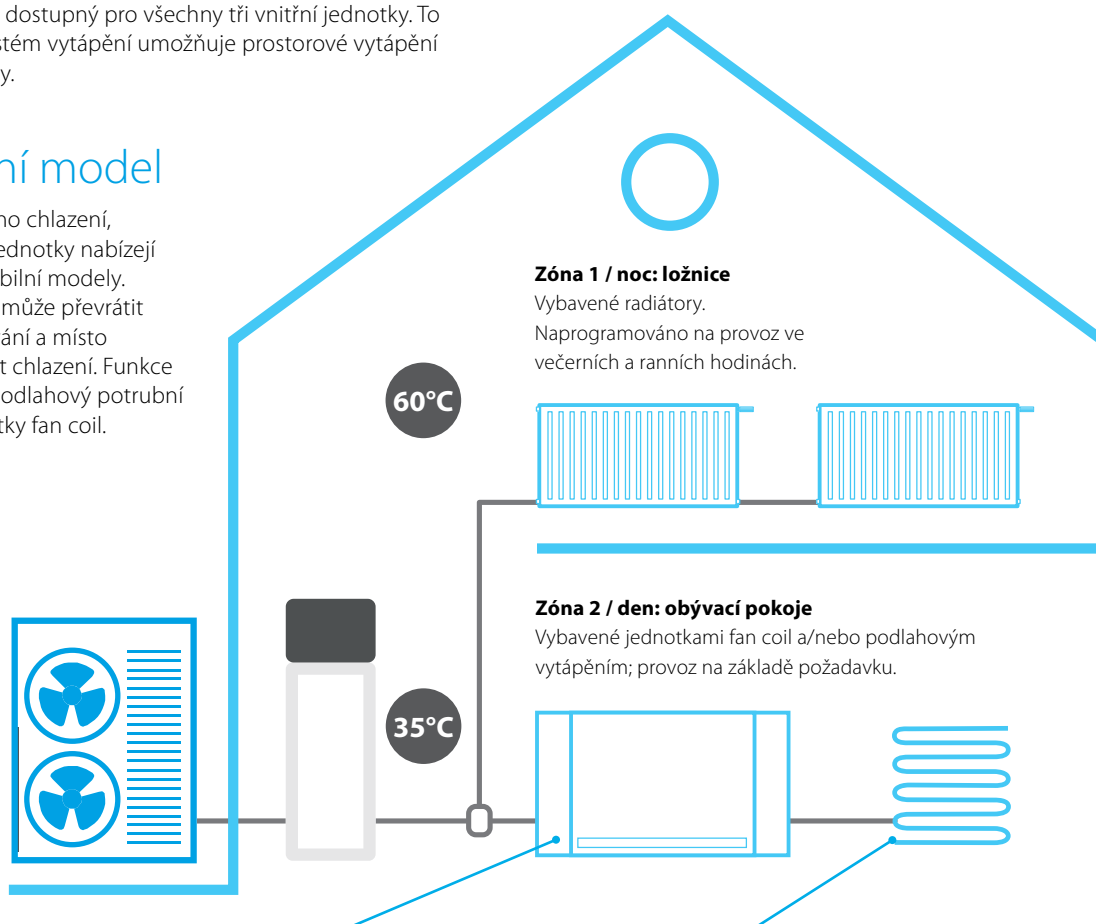 dostupný pro všechny tři vnitřní jednotky. To
stém vytápění umožňuje prostorové vytápění
y.
ní model
no chlazení,
ednotky nabízejí
bilní modely.
může převrátit
ání a místo
t chlazení. Funkce
odlahový potrubní
tky fan coil.
Zóna 1 / noc: ložnice
Vybavené radiátory.
Naprogramováno na provoz ve
večerních a ranních hodinách.
60°C
Zóna 2 / den: obývací pokoje
Vybavené jednotkami fan coil a/nebo podlahovým
vytápěním; provoz na základě požadavku.
35°C